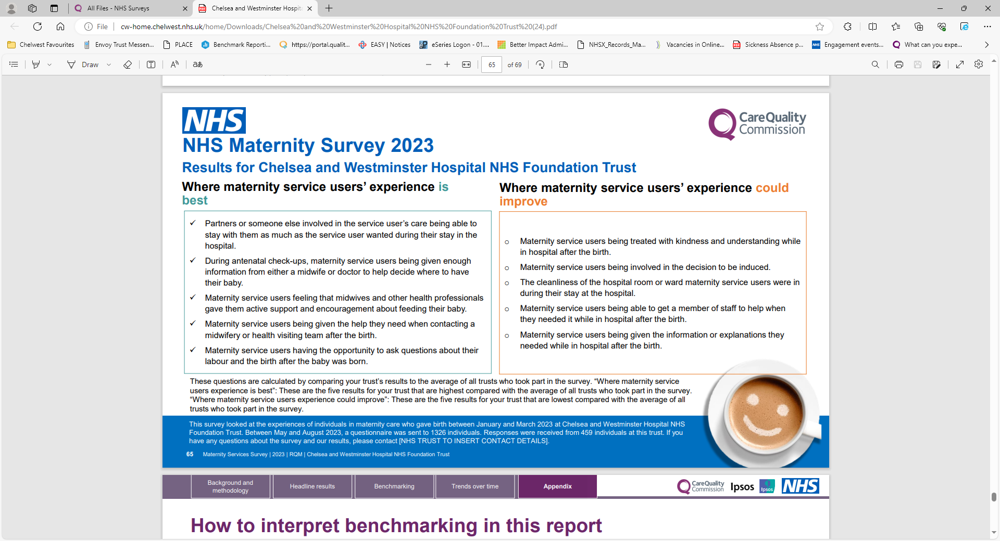 All Files - NHS Surveys
Chelsea and Westminster Hospit
File
cw-home.chelwest.nhs.uk/home/Downloads/Chelsea%20and%20Westminster%20Hospital%20NHS%20Foundation%20Trust%20(24).pdf
Chelwest Favourites
Envoy Trust Messen...
PLACE
Benchmark Reporti...
https://portal.qualit...
EASY | Notices
eSeries Logon - 01....
Better Impact Admi...
NHSX_Records_Ma...
Vacancies in Online...
Sickness Absence p...
Engagement events...
What can you expe...
Draw
65 of 69
NHS
CareQuality
Commission
NHS Maternity Survey 2023
Results for Chelsea and Westminster Hospital NHS Foundation Trust
Where maternity service users’ experience is
best
✓ Partners or someone else involved in the service user’s care being able to
stay with them as much as the service user wanted during their stay in the
hospital.
✓ During antenatal check-ups, maternity service users being given enough
information from either a midwife or doctor to help decide where to have
their baby.
✓ Maternity service users feeling that midwives and other health professionals
gave them active support and encouragement about feeding their baby.
✓ Maternity service users being given the help they need when contacting a
midwifery or health visiting team after the birth.
✓ Maternity service users having the opportunity to ask questions about their
labour and the birth after the baby was born.
Where maternity service users’ experience could
improve
o Maternity service users being treated with kindness and understanding while
in hospital after the birth.
o Maternity service users being involved in the decision to be induced.
o The cleanliness of the hospital room or ward maternity service users were in
during their stay at the hospital.
o Maternity service users being able to get a member of staff to help when
they needed it while in hospital after the birth.
o Maternity service users being given the information or explanations they
needed while in hospital after the birth.
These questions are calculated by comparing your trust’s results to the average of all trusts who took part in the survey. “Where maternity service
users experience is best”: These are the five results for your trust that are highest compared with the average of all trusts who took part in the survey.
“Where maternity service users experience could improve”: These are the five results for your trust that are lowest compared with the average of all
trusts who took part in the survey.
This survey looked at the experiences of individuals in maternity care who gave birth between January and March 2023 at Chelsea and Westminster Hospital NHS
Foundation Trust. Between May and August 2023, a questionnaire was sent to 1326 individuals. Responses were received from 459 individuals at this trust. If you
have any questions about the survey and our results, please contact [NHS TRUST TO INSERT CONTACT DETAILS].
65 Maternity Services Survey | 2023 | RQM | Chelsea and Westminster Hospital NHS Foundation Trust
Background and
methodology
Headline results
Benchmarking
Trends over time
Appendix
CareQuality
Commission
Ipsos
Ipsos
NHS
How to interpret benchmarking in this report